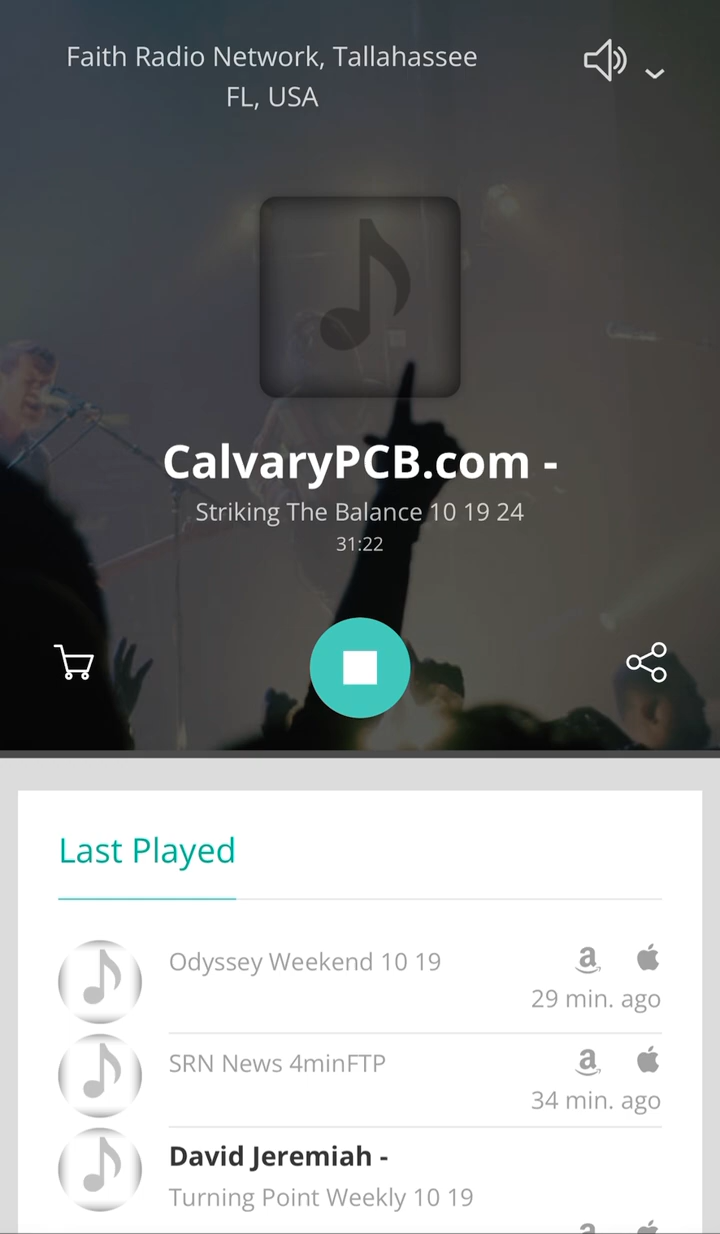 Faith Radio Network, Tallahassee
FL, USA
CalvaryPCB.com -
Striking The Balance 10 19 24
31:22
Last Played
Odyssey Weekend 10 19
29 min. ago
SRN News 4minFTP
34 min. ago
David Jeremiah -
Turning Point Weekly 10 19